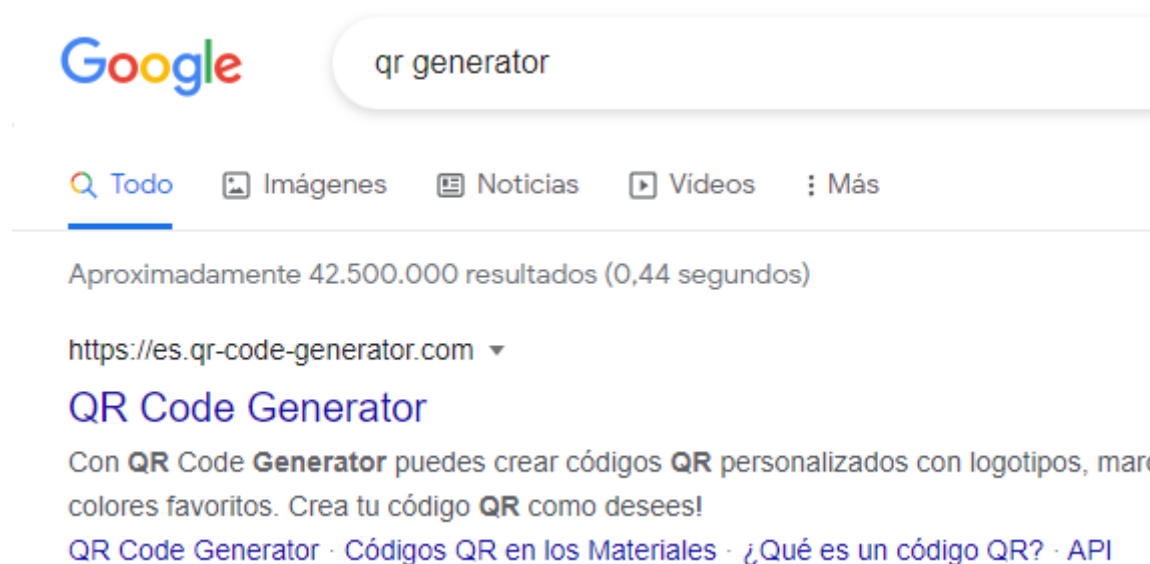 Google qr generator
Todo Imágenes Noticias Vídeos Más
Aproximadamente 42.500.000 resultados (0,44 segundos)
https://es.qr-code-generator.com
QR Code Generator
Con QR Code Generator puedes crear códigos QR personalizados con logotipos,
colores favoritos. Crea tu código QR como desees!
QR Code Generator · Códigos QR en los Materiales · ¿Qué es un código QR? · API